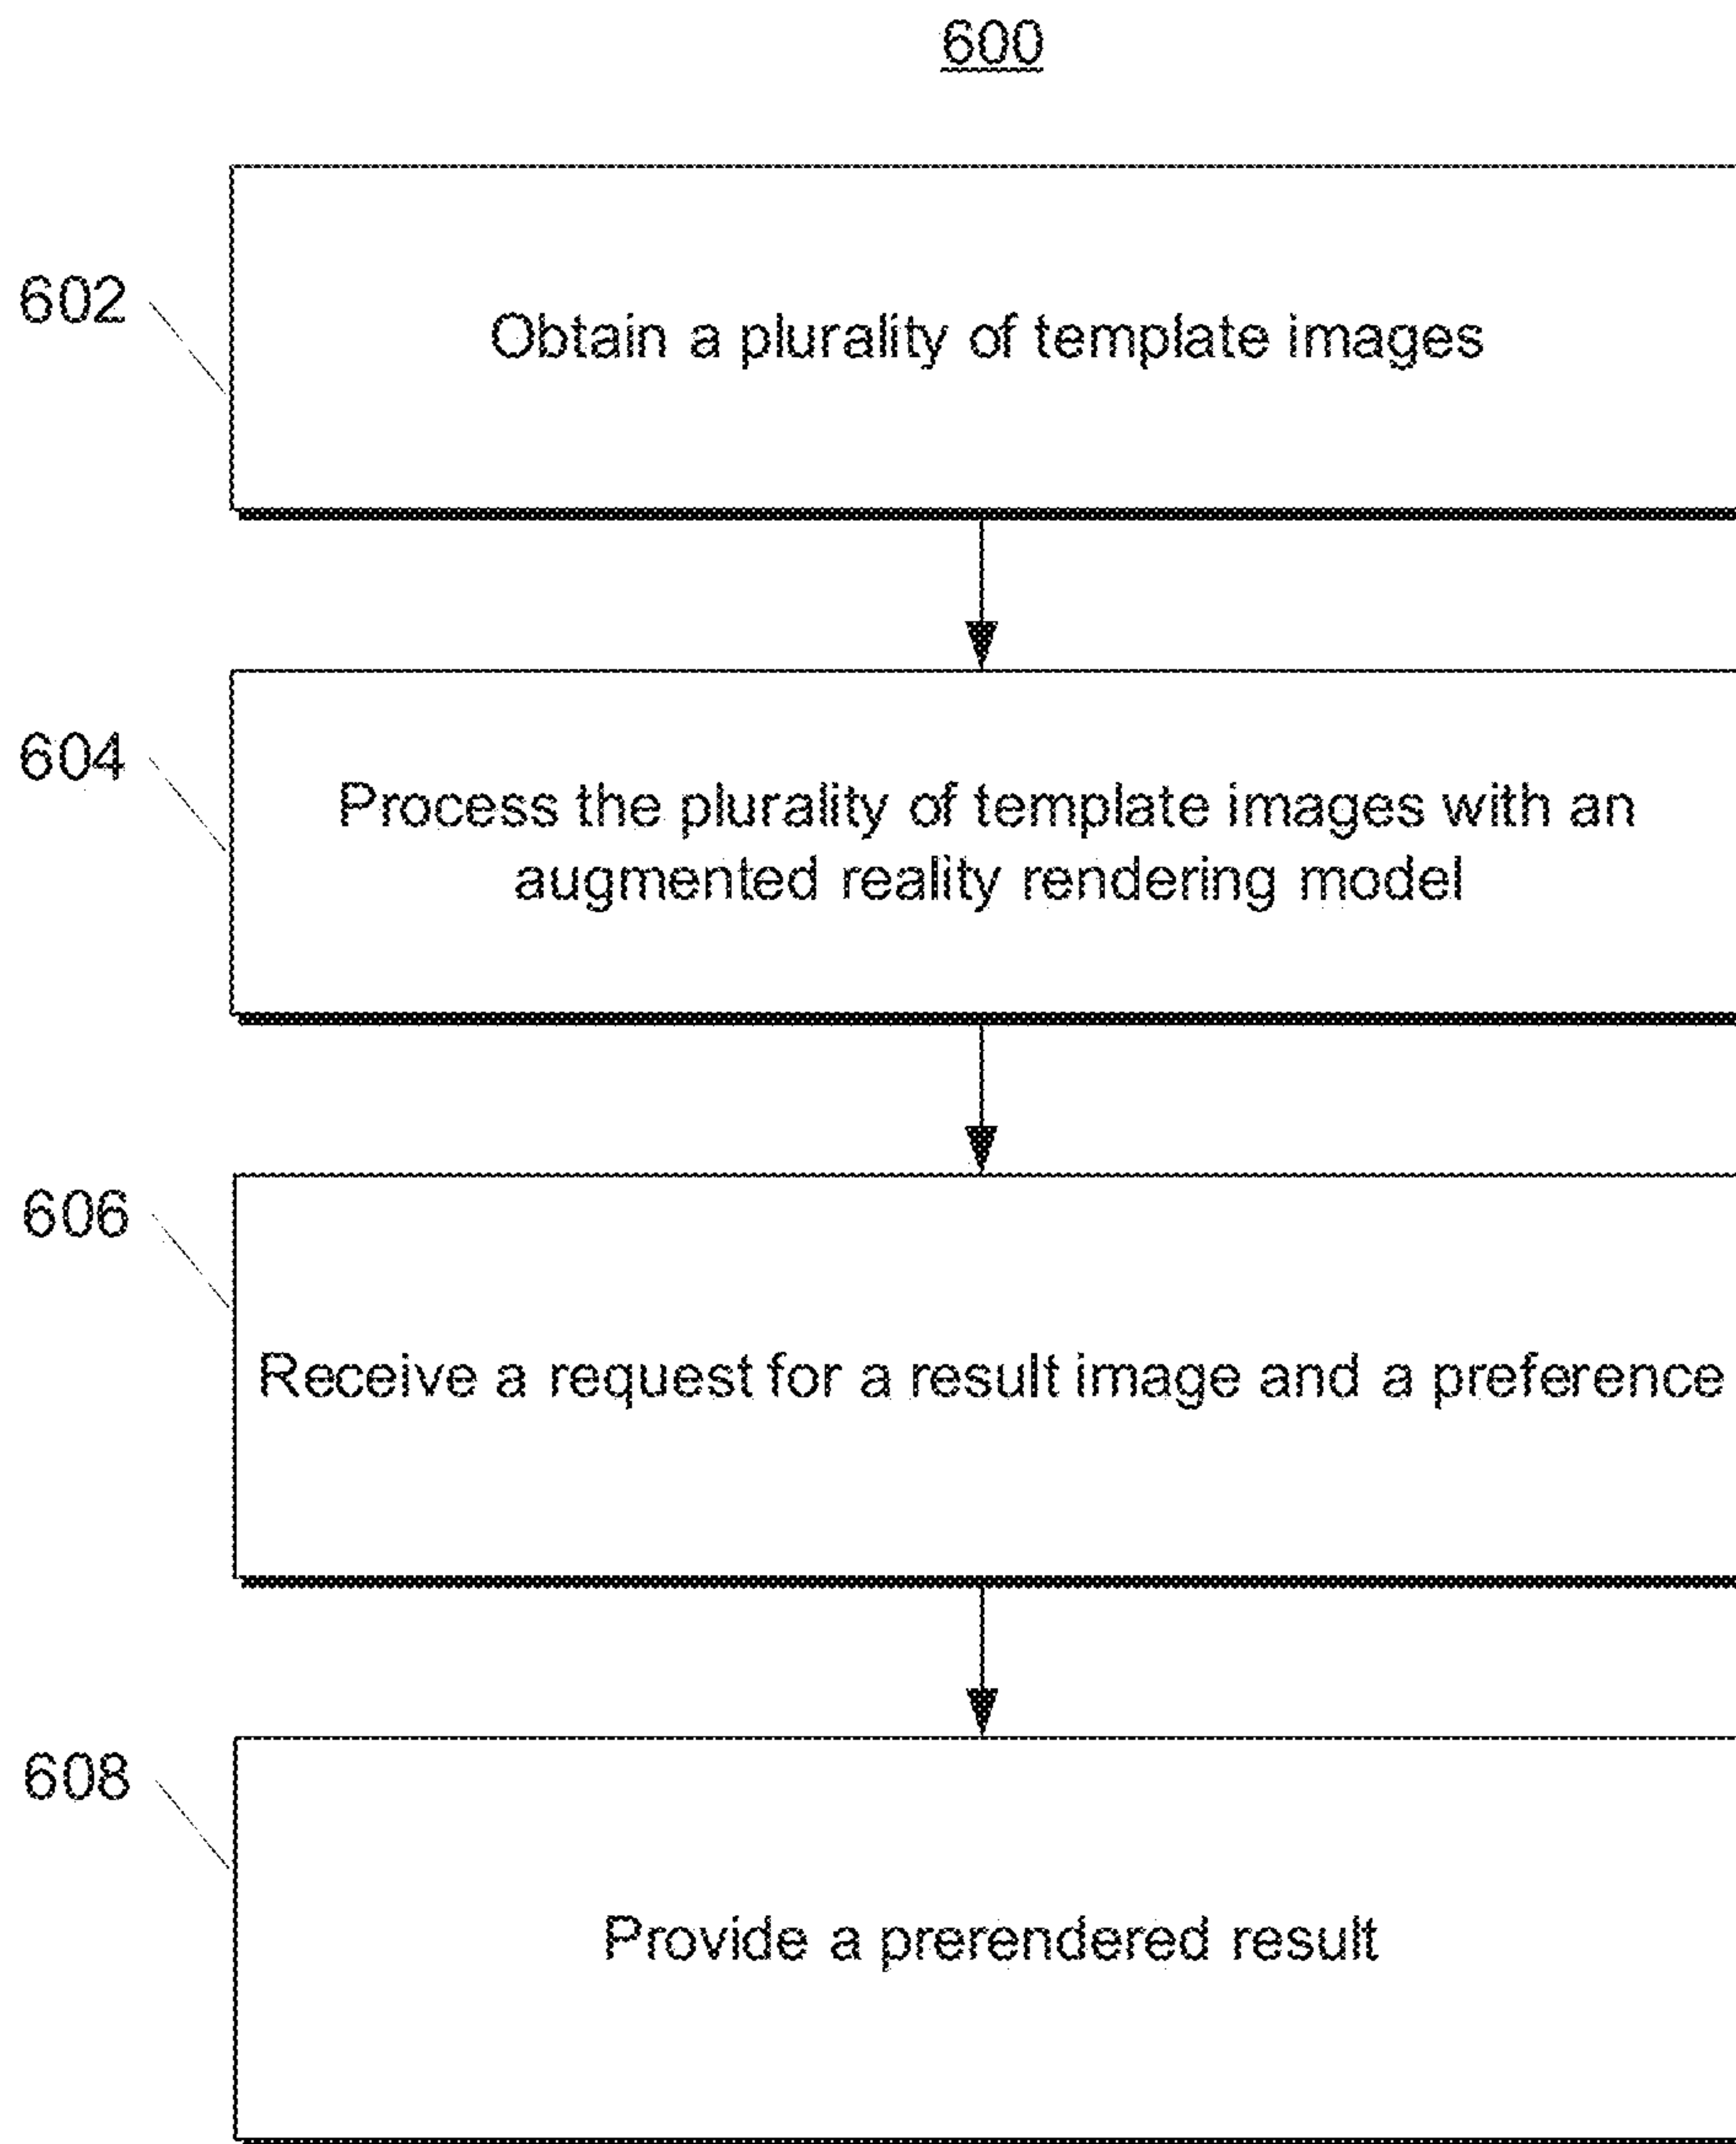 600
602
Obtain a plurality of template images
604
Process the plurality of template images with an
augmented reality rendering model
606
Receive a request for a result image and a preference
608
Provide a prerendered result